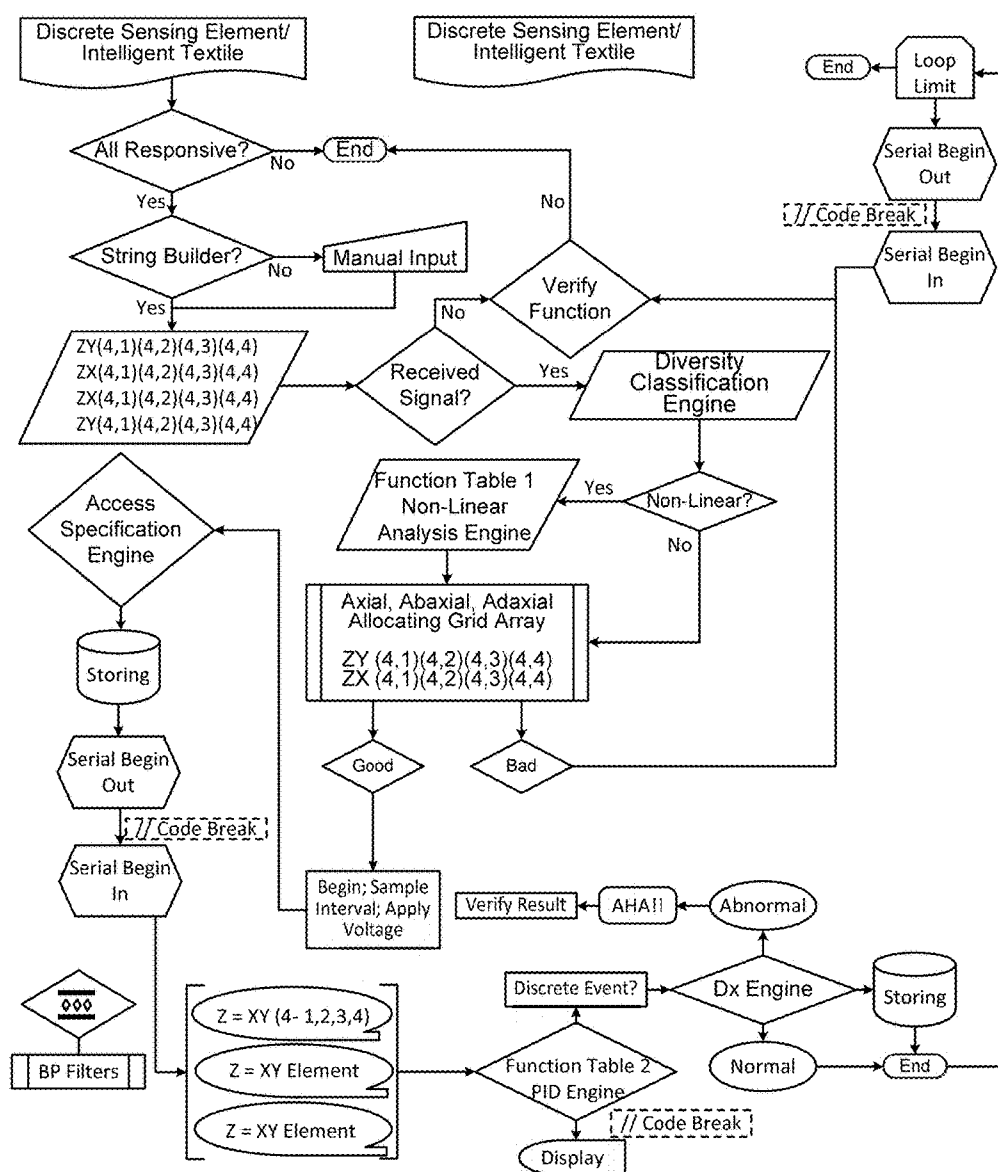 Discrete Sensing Element/
Intelligent Textile
Discrete Sensing Element/
Intelligent Textile
End
Loop
Limit
All Responsive?
No
End
Serial Begin
Out
Yes
No
// Code Break
String Builder?
No
Manual Input
Verify
Function
Serial Begin
In
Yes
No
ZY(4,1)(4,2)(4,3)(4,4)
ZX(4,1)(4,2)(4,3)(4,4)
ZX(4,1)(4,2)(4,3)(4,4)
ZY(4,1)(4,2)(4,3)(4,4)
Received
Signal?
Yes
Diversity
Classification
Engine
Access
Specification
Engine
Function Table 1
Non-Linear
Analysis Engine
Yes
Non-Linear?
No
Axial, Abaxial, Adaxial
Allocating Grid Array
ZY (4,1)(4,2)(4,3)(4,4)
ZX (4,1)(4,2)(4,3)(4,4)
Storing
Serial Begin
Out
Good
Bad
// Code Break
Serial Begin
In
Begin; Sample
Interval; Apply
Voltage
Verify Result
AHAII
Abnormal
Discrete Event?
Dx Engine
Storing
Z = XY (4- 1,2,3,4)
BP Filters
Z = XY Element
Function Table 2
PID Engine
Normal
End
Z = XY Element
// Code Break
Display